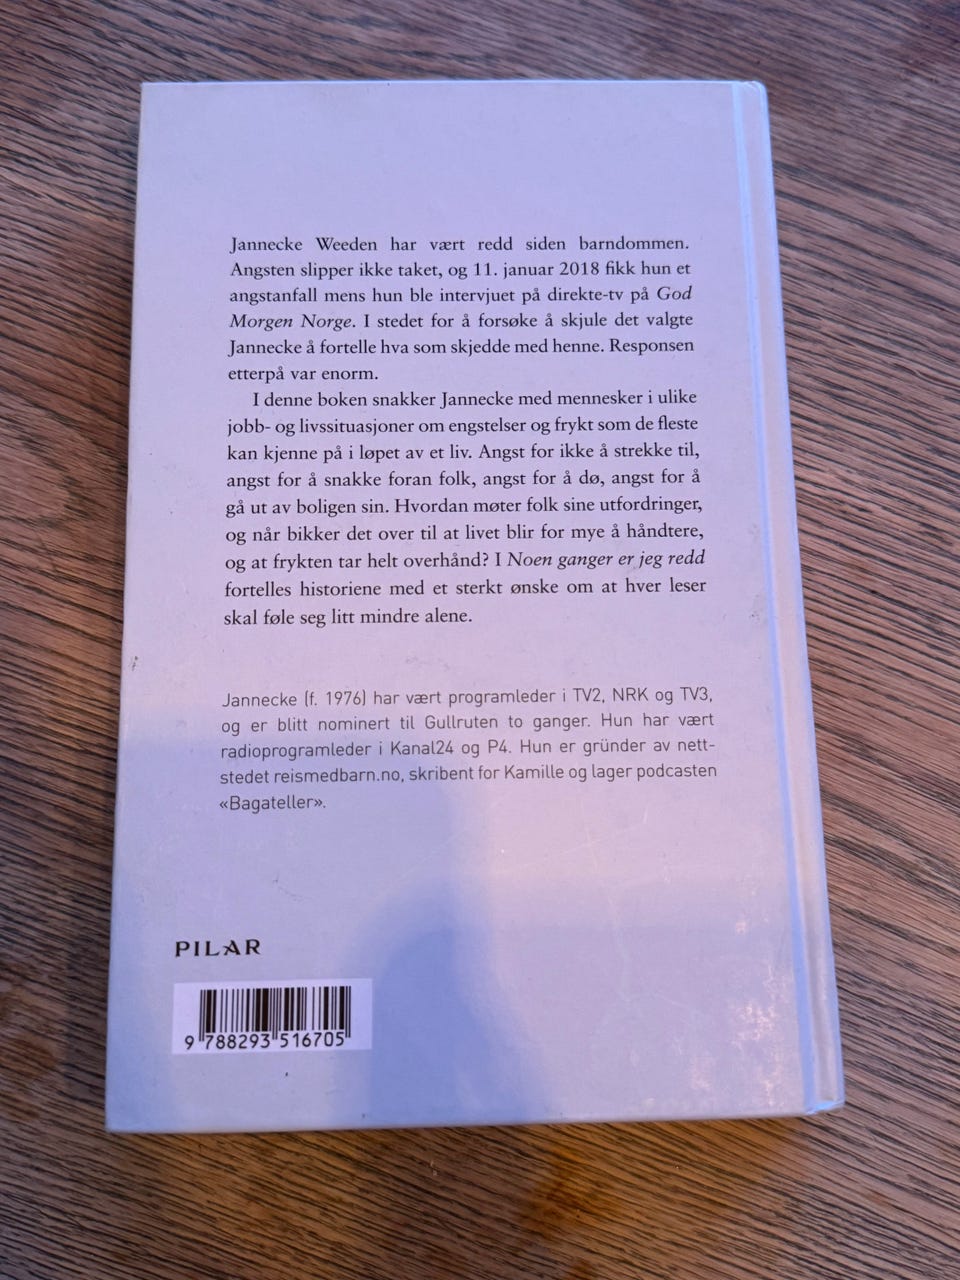 Jannecke Weeden har vært redd siden barndommen.
Angsten slipper ikke taket, og 11. januar 2018 fikk hun et
angstanfall mens hun ble intervjuet på direkte-tv på God
Morgen Norge. I stedet for å forsøke å skjule det valgte
Jannecke å fortelle hva som skjedde med henne. Responsen
etterpå var enorm.
I denne boken snakker Jannecke med mennesker i ulike
jobb- og livssituasjoner om engstelser og frykt som de fleste
kan kjenne på i løpet av et liv. Angst for ikke å strekke til,
angst for å snakke foran folk, angst for å dø, angst for å
gå ut av boligen sin. Hvordan møter folk sine utfordringer,
og når bikker det over til at livet blir for mye å håndtere,
og at frykten tar helt overhånd? I Noen ganger er jeg redd
fortelles historiene med et sterkt ønske om at hver leser
skal føle seg litt mindre alene.
Jannecke (f. 1976) har vært programleder i TV2, NRK og TV3,
og er blitt nominert til Gullruten to ganger. Hun har vært
radioprogramleder i Kanal24 og P4. Hun er gründer av nett-
stedet reismedbarn.no, skribent for Kamille og lager podcasten
«Bagateller».
PILAR
9 788293 516705